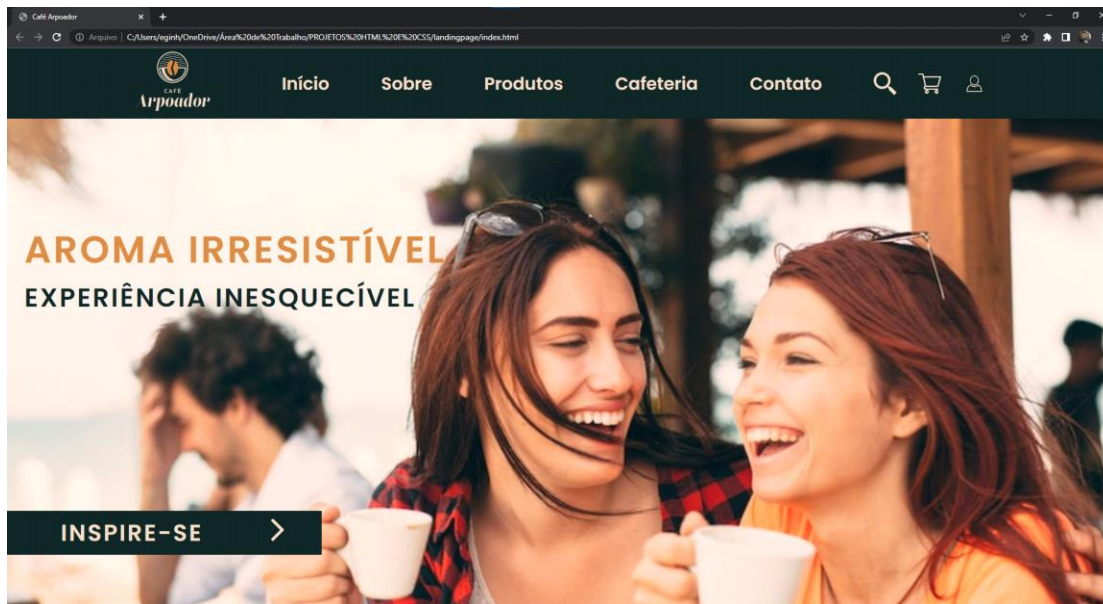 Café Arpoador
Arquivo | C:/Users/eginh/OneDrive/Área%20de%20Trabalho/PROJETOS%20HTML%20E%20CSS/landingpage/index.html
CAFÉ
Arpoador
Início Sobre Produtos Cafeteria Contato
AROMA IRRESISTÍVEL
EXPERIÊNCIA INESQUECÍVEL
INSPIRE-SE